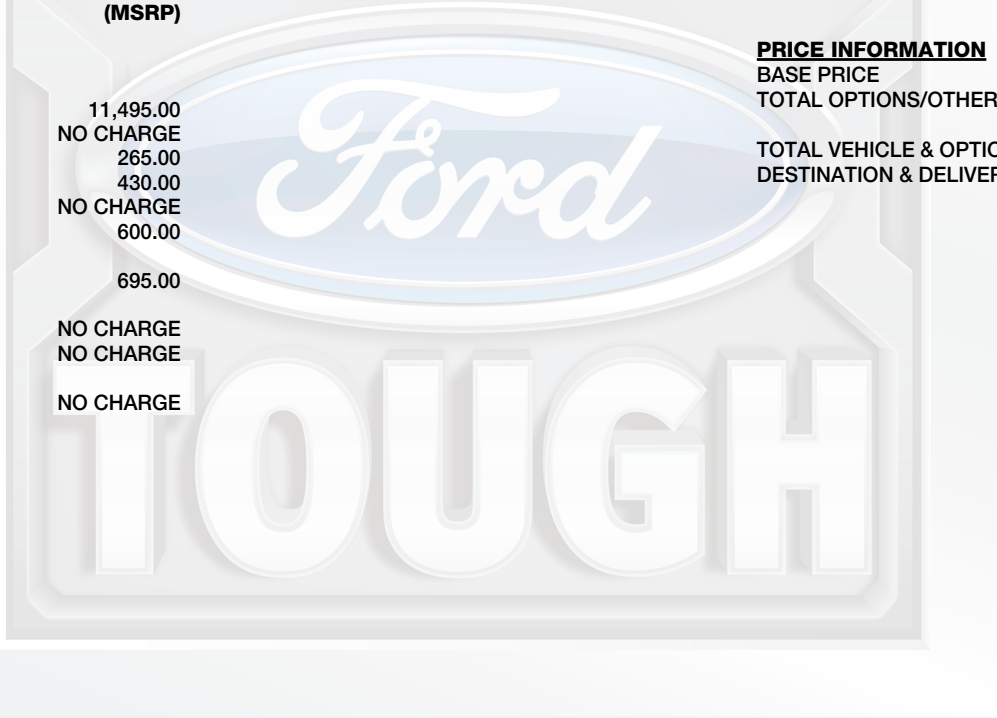 (MSRP)
11,495.00
NO CHARGE
265.00
430.00
NO CHARGE
600.00
695.00
NO CHARGE
NO CHARGE
NO CHARGE
PRICE INFORMATION
BASE PRICE
TOTAL OPTIONS/OTHER
TOTAL VEHICLE & OPTIO
DESTINATION & DELIVER
Ford
TOUGH